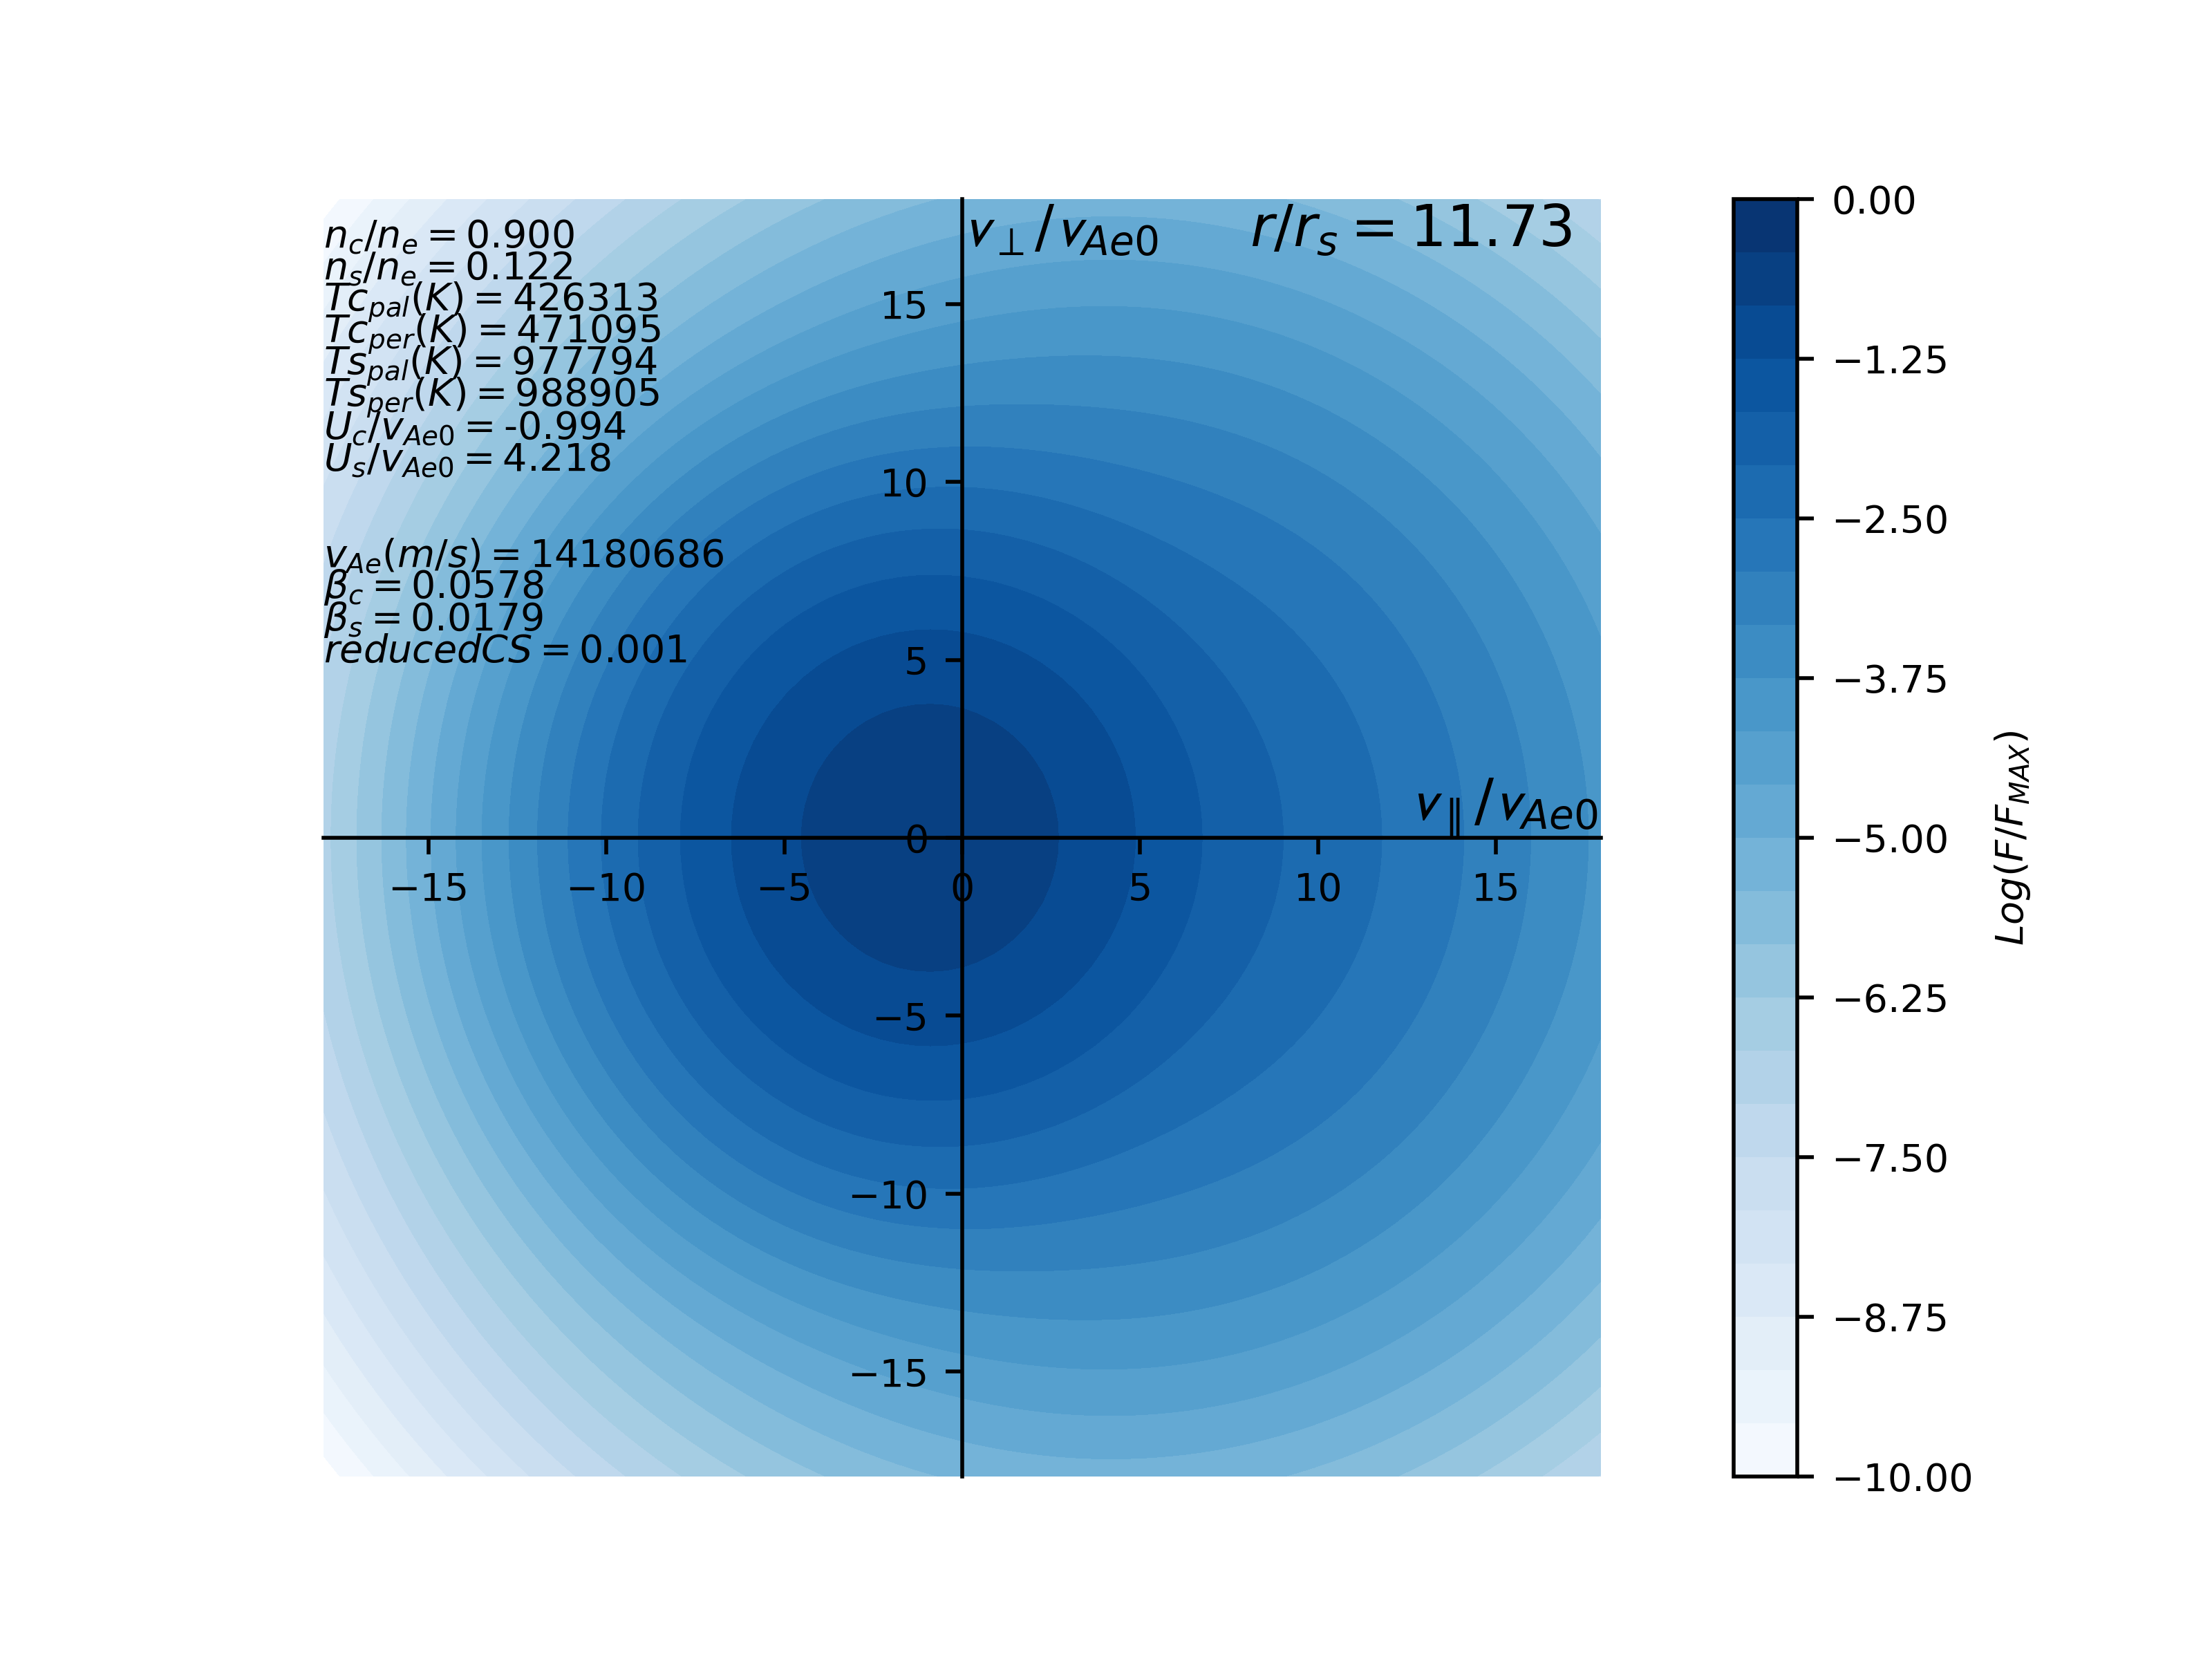 n_c/n_e = 0.900
n_s/n_e = 0.122
Tc_pal(K) = 426313
Tc_per(K) = 471095
Ts_pal(K) = 977794
Ts_per(K) = 988905
U_c/v_Ae0 = -0.994
U_s/v_Ae0 = 4.218
v_Ae(m/s) = 14180686
β_c = 0.0578
β_s = 0.0179
reducedCS = 0.001
v_⊥/v_Ae0
r/r_s = 11.73
15
10
5
0
−5
−10
−15
v_∥/v_Ae0
−15 −10 −5 0 5 10 15
0.00
−1.25
−2.50
−3.75
−5.00
−6.25
−7.50
−8.75
−10.00
Log(F/F_MAX)